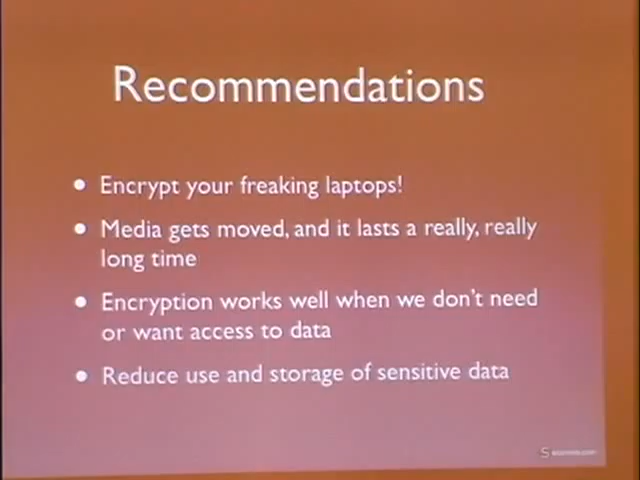 Recommendations
• Encrypt your freaking laptops!
• Media gets moved, and it lasts a really, really
long time
• Encryption works well when we don't need
or want access to data
• Reduce use and storage of sensitive data